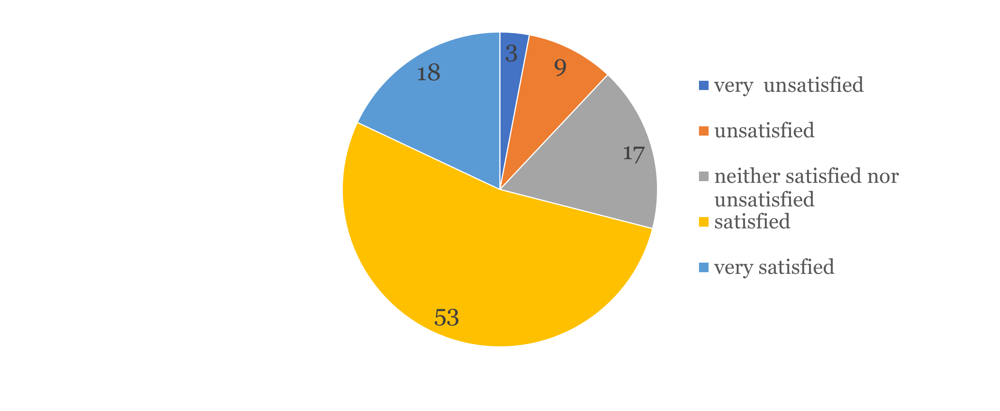 3
9
18
17
53
very  unsatisfied
unsatisfied
neither satisfied nor
unsatisfied
satisfied
very satisfied